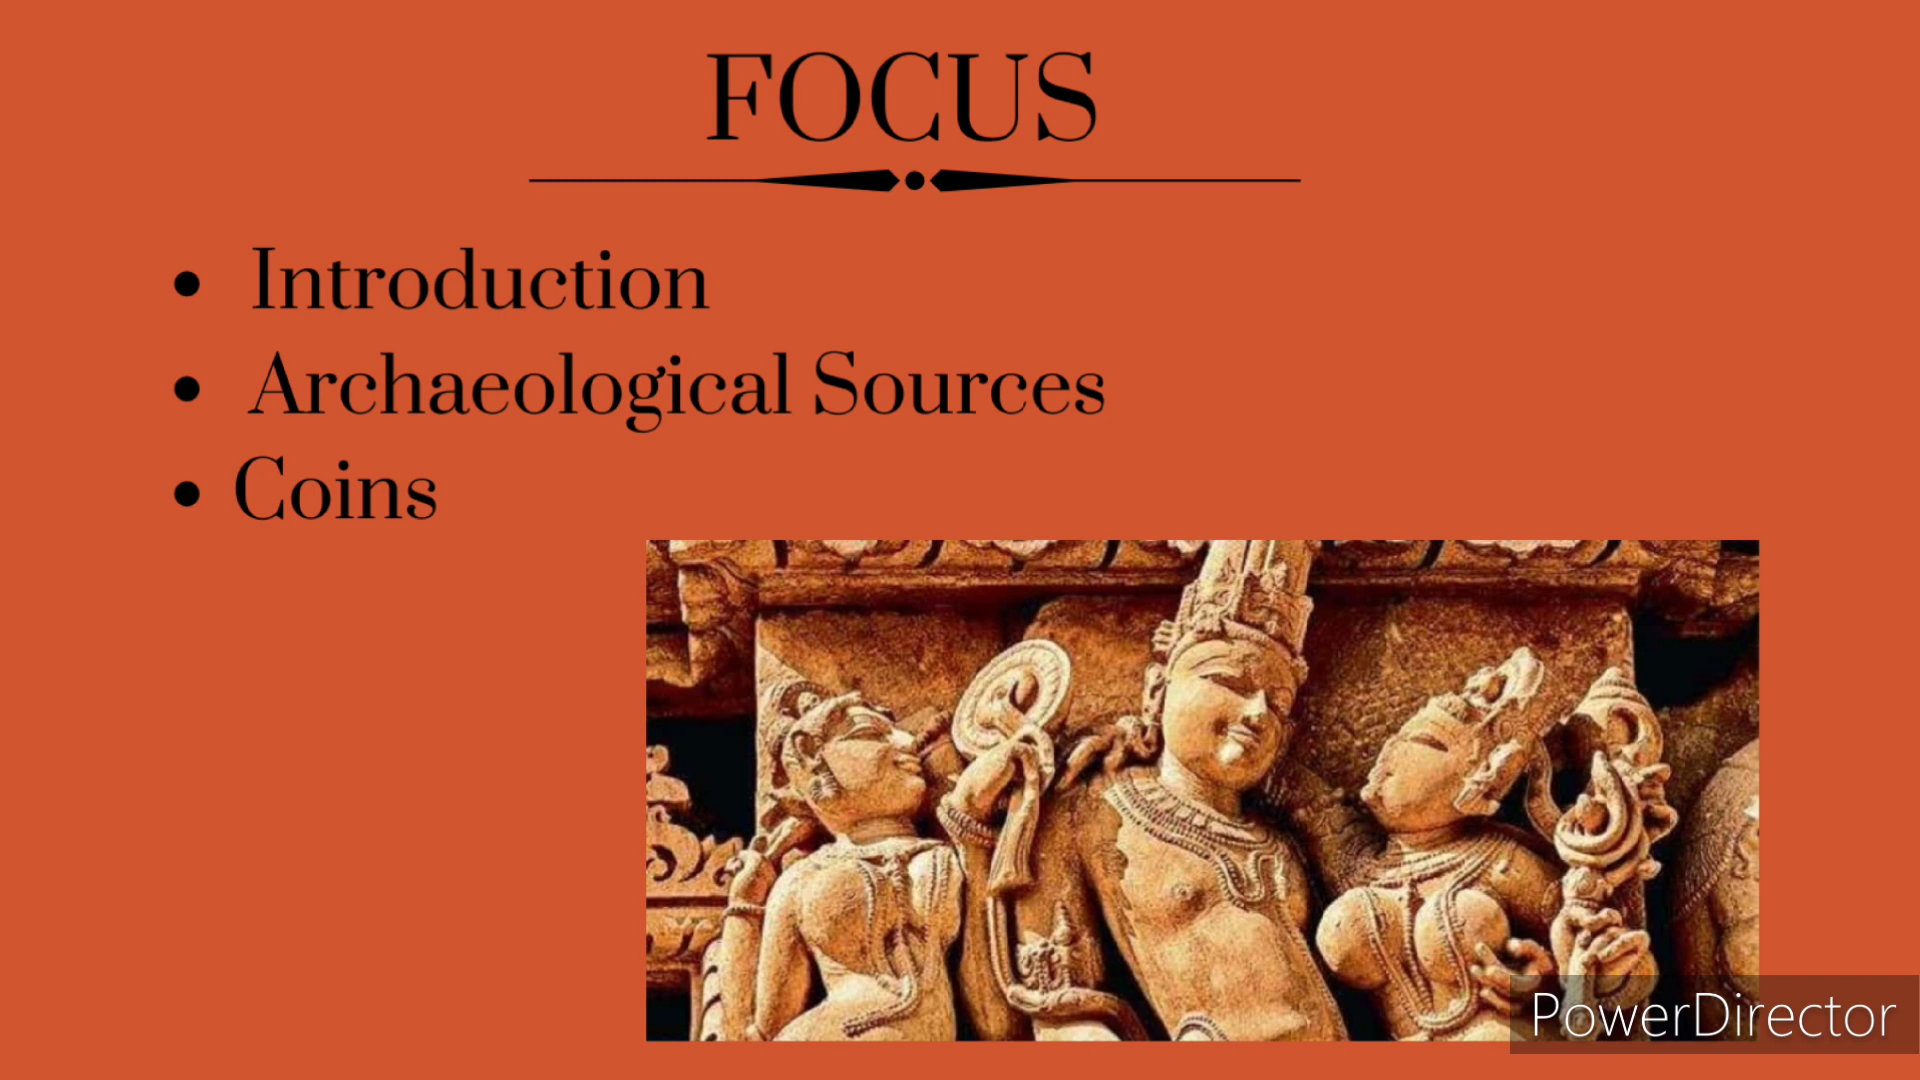 FOCUS
• Introduction
• Archaeological Sources
• Coins
PowerDirector